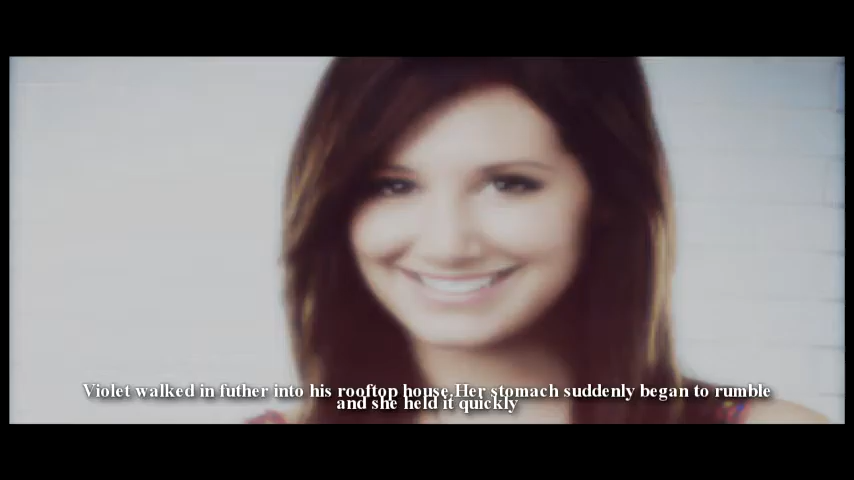 Violet walked in futher into his rooftop house.Her stomach suddenly began to rumble
and she held it quickly